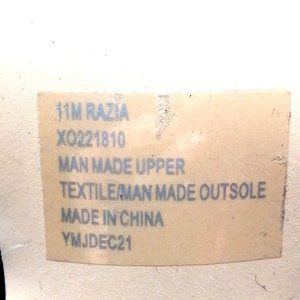 11M RAZIA
XO221810
MAN MADE UPPER
TEXTILE/MAN MADE OUTSOLE
MADE IN CHINA
YMJDEC21